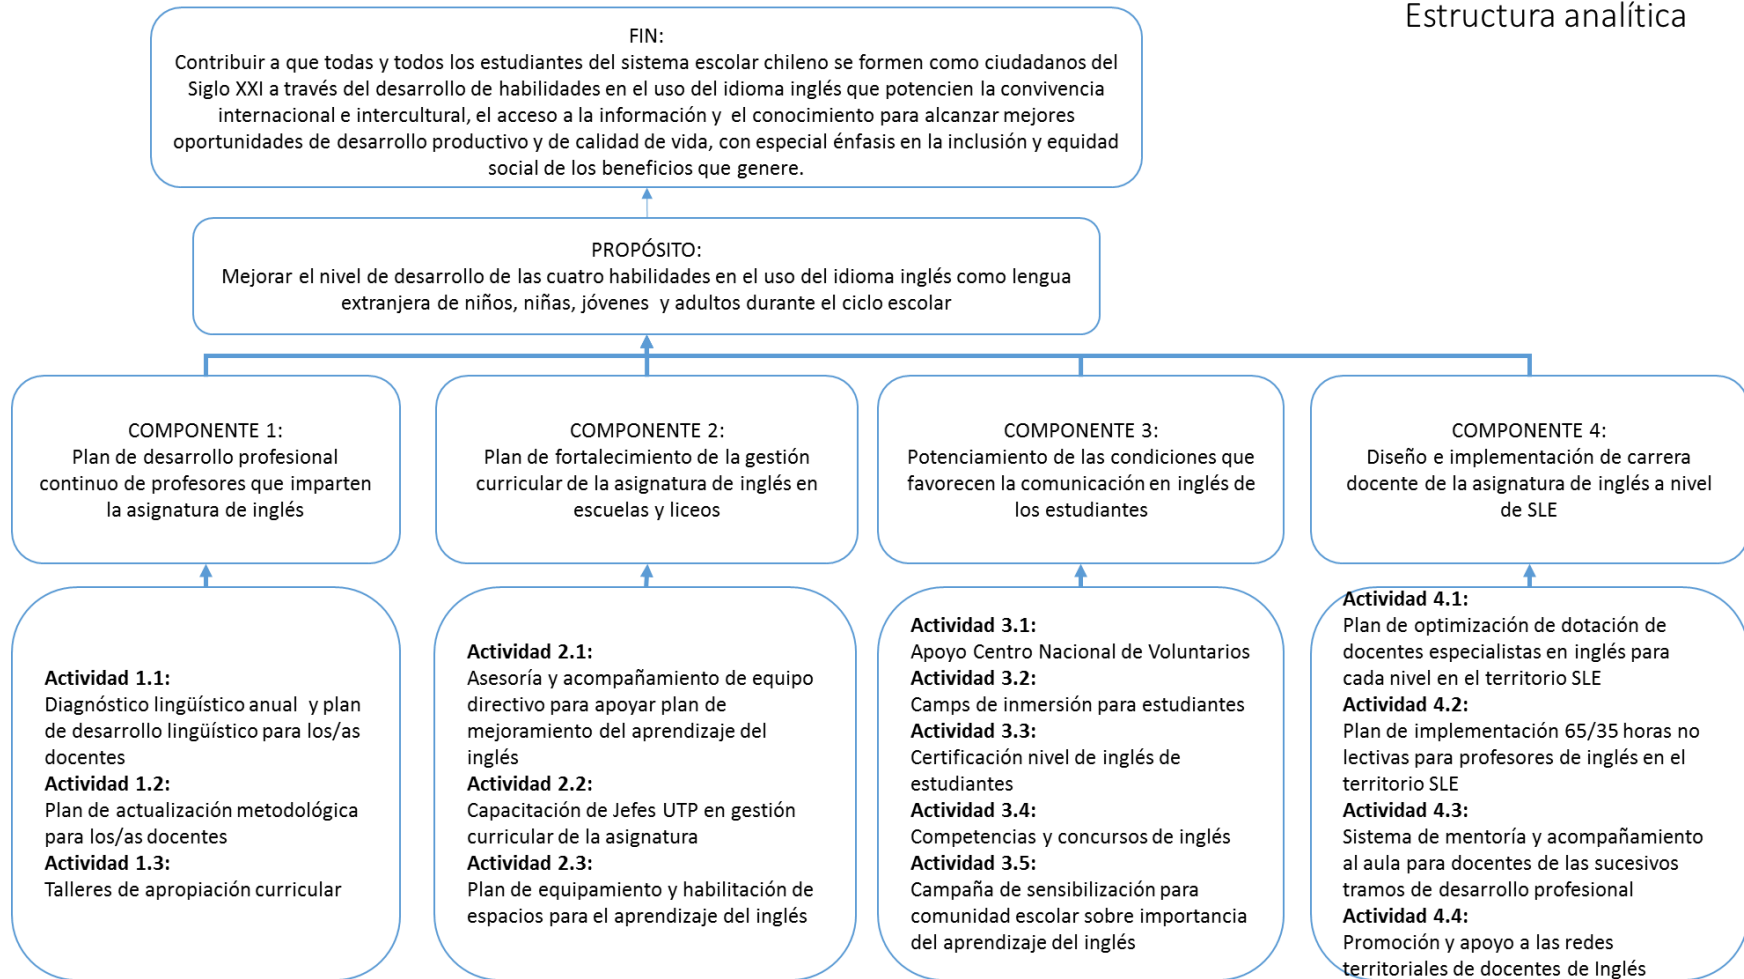 Estructura analítica
FIN:
Contribuir a que todas y todos los estudiantes del sistema escolar chileno se formen como ciudadanos del
Siglo XXI a través del desarrollo de habilidades en el uso del idioma inglés que potencien la convivencia
internacional e intercultural, el acceso a la información y  el conocimiento para alcanzar mejores
oportunidades de desarrollo productivo y de calidad de vida, con especial énfasis en la inclusión y equidad
social de los beneficios que genere.
PROPÓSITO:
Mejorar el nivel de desarrollo de las cuatro habilidades en el uso del idioma inglés como lengua
extranjera de niños, niñas, jóvenes  y adultos durante el ciclo escolar
COMPONENTE 1:
Plan de desarrollo profesional
continuo de profesores que imparten
la asignatura de inglés
COMPONENTE 2:
Plan de fortalecimiento de la gestión
curricular de la asignatura de inglés en
escuelas y liceos
COMPONENTE 3:
Potenciamiento de las condiciones que
favorecen la comunicación en inglés de
los estudiantes
COMPONENTE 4:
Diseño e implementación de carrera
docente de la asignatura de inglés a nivel
de SLE
Actividad 1.1:
Diagnóstico lingüístico anual  y plan
de desarrollo lingüístico para los/as
docentes
Actividad 1.2:
Plan de actualización metodológica
para los/as docentes
Actividad 1.3:
Talleres de apropiación curricular
Actividad 2.1:
Asesoría y acompañamiento de equipo
directivo para apoyar plan de
mejoramiento del aprendizaje del
inglés
Actividad 2.2:
Capacitación de Jefes UTP en gestión
curricular de la asignatura
Actividad 2.3:
Plan de equipamiento y habilitación de
espacios para el aprendizaje del inglés
Actividad 3.1:
Apoyo Centro Nacional de Voluntarios
Actividad 3.2:
Camps de inmersión para estudiantes
Actividad 3.3:
Certificación nivel de inglés de
estudiantes
Actividad 3.4:
Competencias y concursos de inglés
Actividad 3.5:
Campaña de sensibilización para
comunidad escolar sobre importancia
del aprendizaje del inglés
Actividad 4.1:
Plan de optimización de dotación de
docentes especialistas en inglés para
cada nivel en el territorio SLE
Actividad 4.2:
Plan de implementación 65/35 horas no
lectivas para profesores de inglés en el
territorio SLE
Actividad 4.3:
Sistema de mentoría y acompañamiento
al aula para docentes de las sucesivos
tramos de desarrollo profesional
Actividad 4.4:
Promoción y apoyo a las redes
territoriales de docentes de Inglés